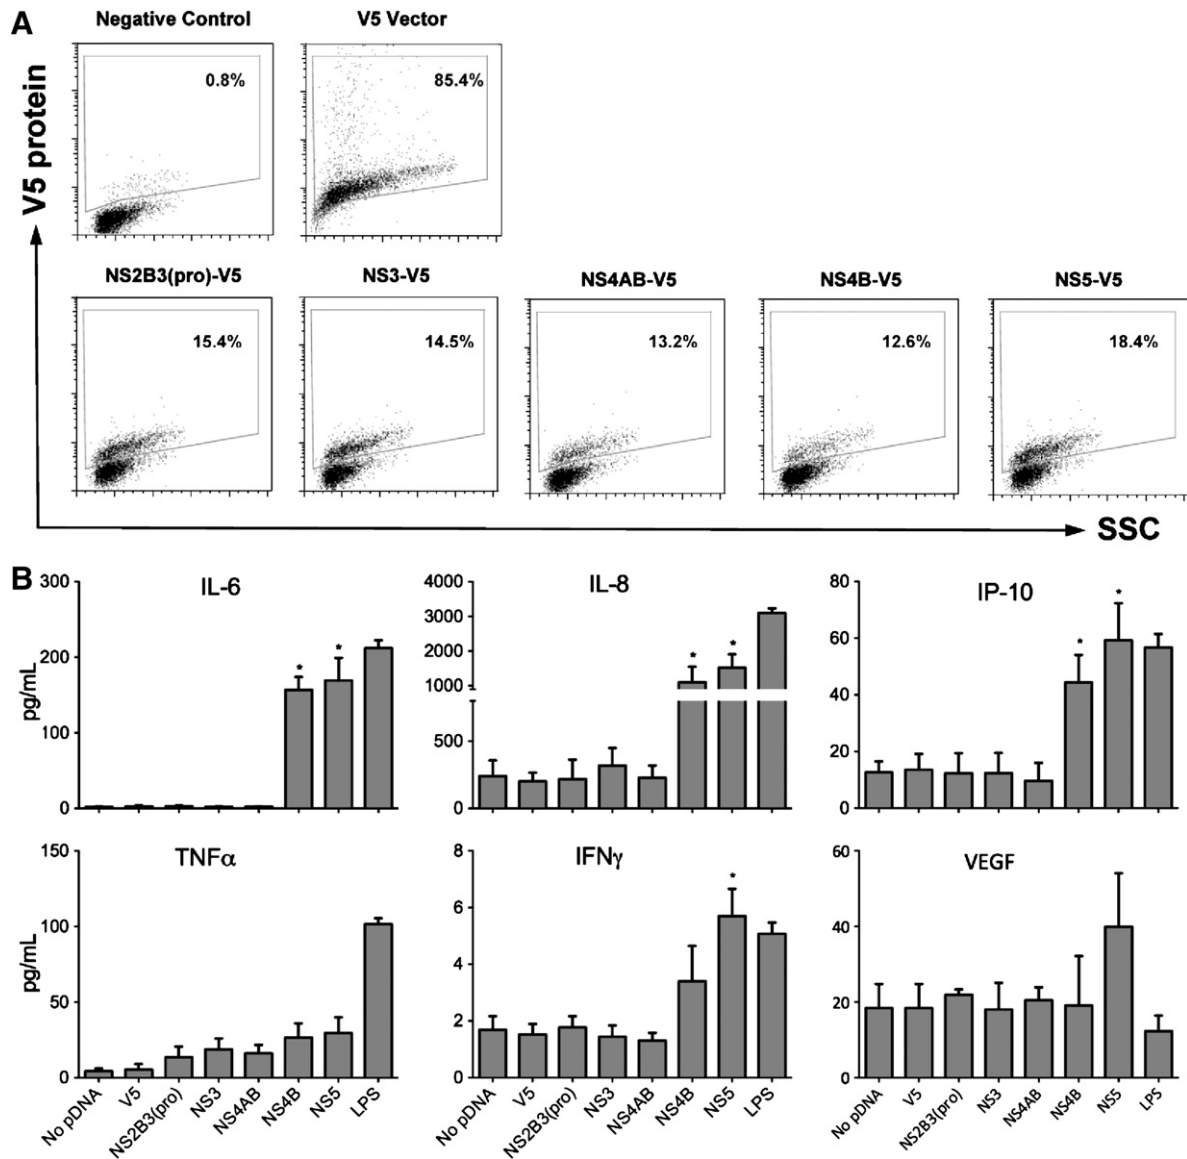 A
Negative Control
V5 Vector
V5 protein
0.8%
85.4%
NS2B3(pro)-V5
NS3-V5
NS4AB-V5
NS4B-V5
NS5-V5
15.4%
14.5%
13.2%
12.6%
18.4%
SSC
B
IL-6
pg/mL
300
200
100
0
* *
IL-8
4000
3000
2000
1000
500
0
* *
IP-10
80
60
40
20
0
* *
TNFα
pg/mL
150
100
50
0
No pDNA
V5
NS2B3(pro)
NS3
NS4AB
NS4B
NS5
LPS
IFNγ
8
6
4
2
0
*
No pDNA
V5
NS2B3(pro)
NS3
NS4AB
NS4B
NS5
LPS
VEGF
60
40
20
0
No pDNA
V5
NS2B3(pro)
NS3
NS4AB
NS4B
NS5
LPS